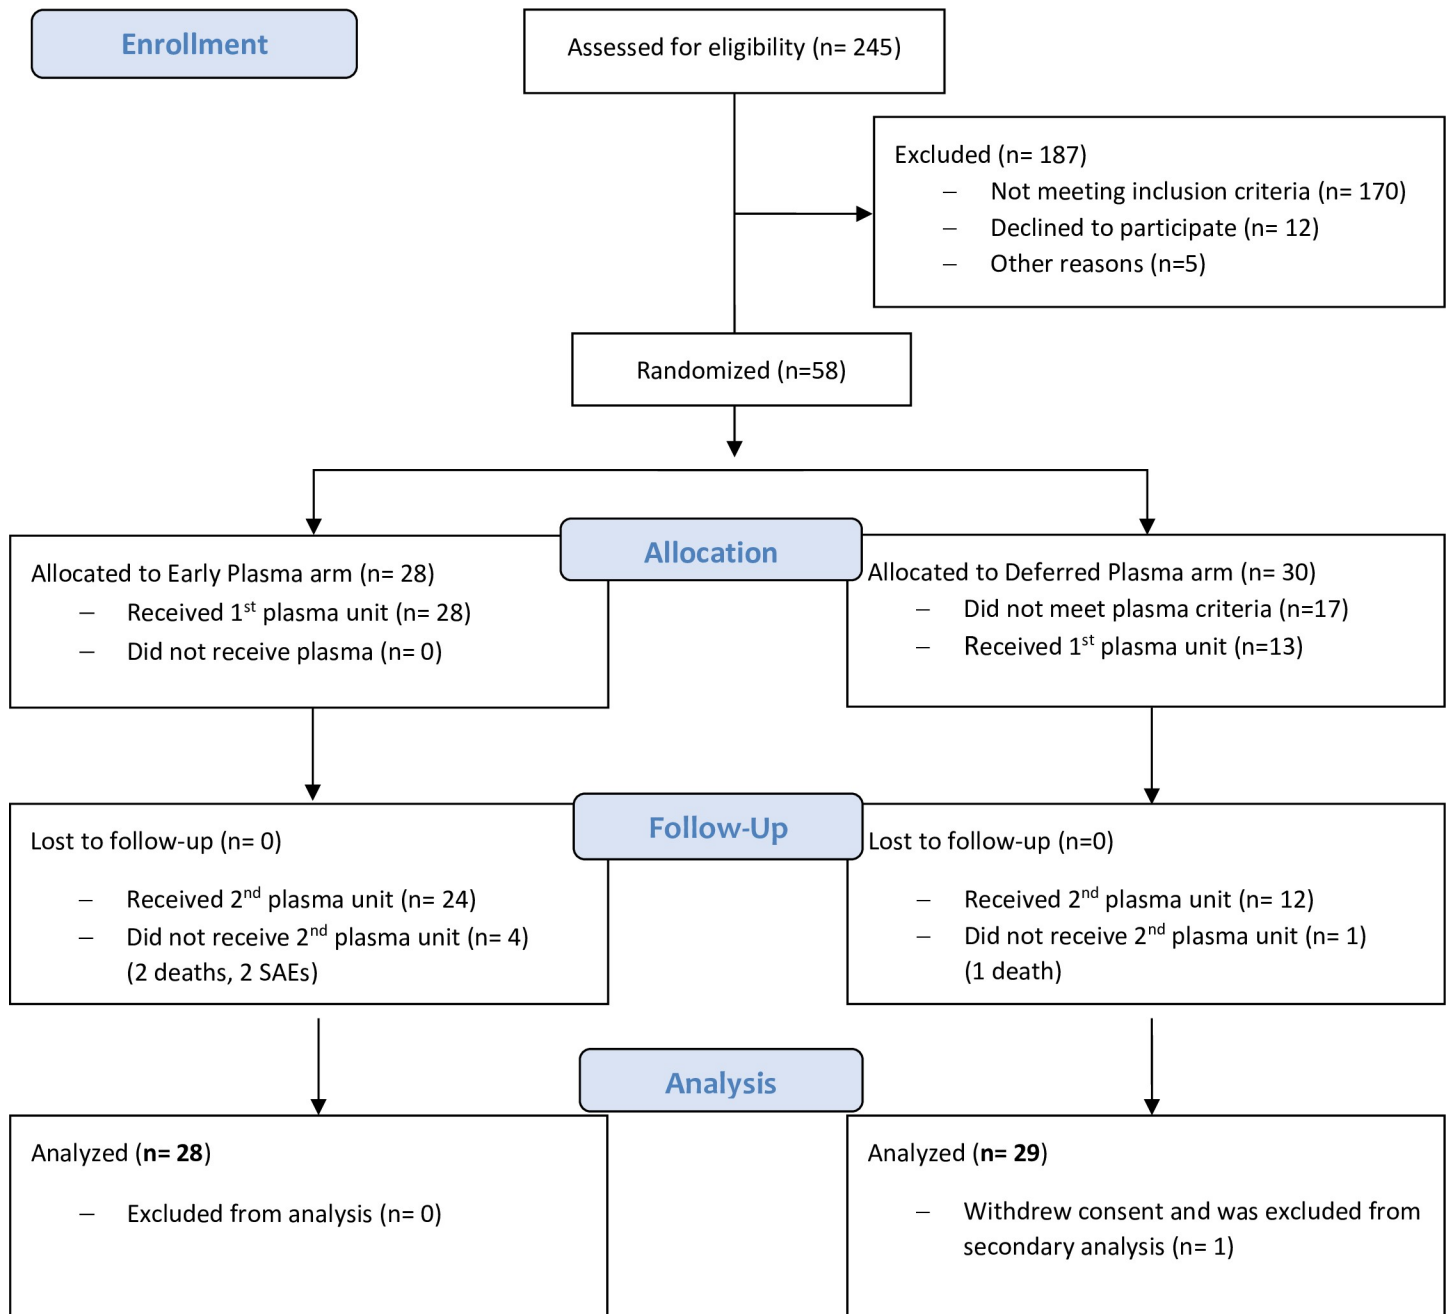 Enrollment
Assessed for eligibility (n= 245)
Excluded (n= 187)
– Not meeting inclusion criteria (n= 170)
– Declined to participate (n= 12)
– Other reasons (n=5)
Randomized (n=58)
Allocation
Allocated to Early Plasma arm (n= 28)
– Received 1st plasma unit (n= 28)
– Did not receive plasma (n= 0)
Allocated to Deferred Plasma arm (n= 30)
– Did not meet plasma criteria (n=17)
– Received 1st plasma unit (n=13)
Follow-Up
Lost to follow-up (n= 0)
– Received 2nd plasma unit (n= 24)
– Did not receive 2nd plasma unit (n= 4)
(2 deaths, 2 SAEs)
Lost to follow-up (n=0)
– Received 2nd plasma unit (n= 12)
– Did not receive 2nd plasma unit (n= 1)
(1 death)
Analysis
Analyzed (n= 28)
– Excluded from analysis (n= 0)
Analyzed (n= 29)
– Withdrew consent and was excluded from
secondary analysis (n= 1)